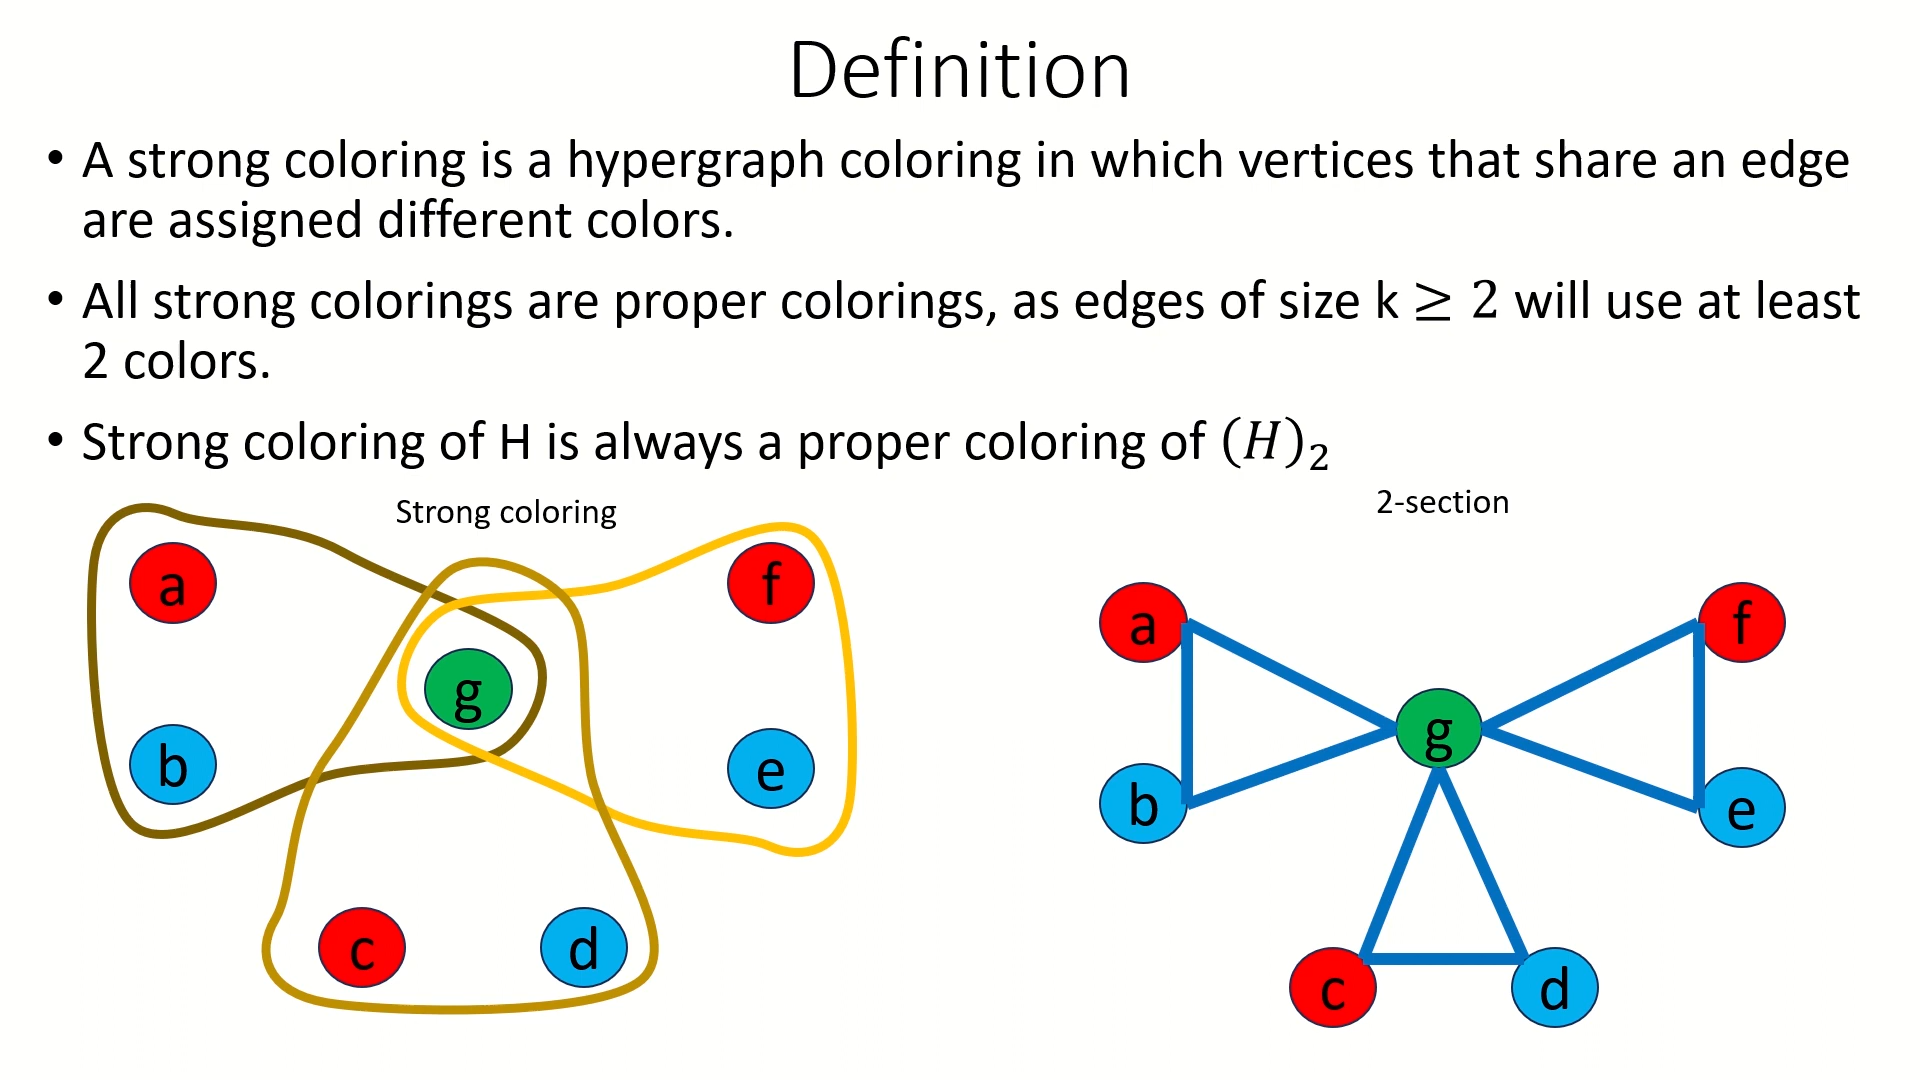 Definition
• A strong coloring is a hypergraph coloring in which vertices that share an edge
are assigned different colors.
• All strong colorings are proper colorings, as edges of size k ≥ 2 will use at least
2 colors.
• Strong coloring of H is always a proper coloring of (H)₂
Strong coloring
a
f
g
b
e
c
d
2-section
a
f
g
b
e
c
d